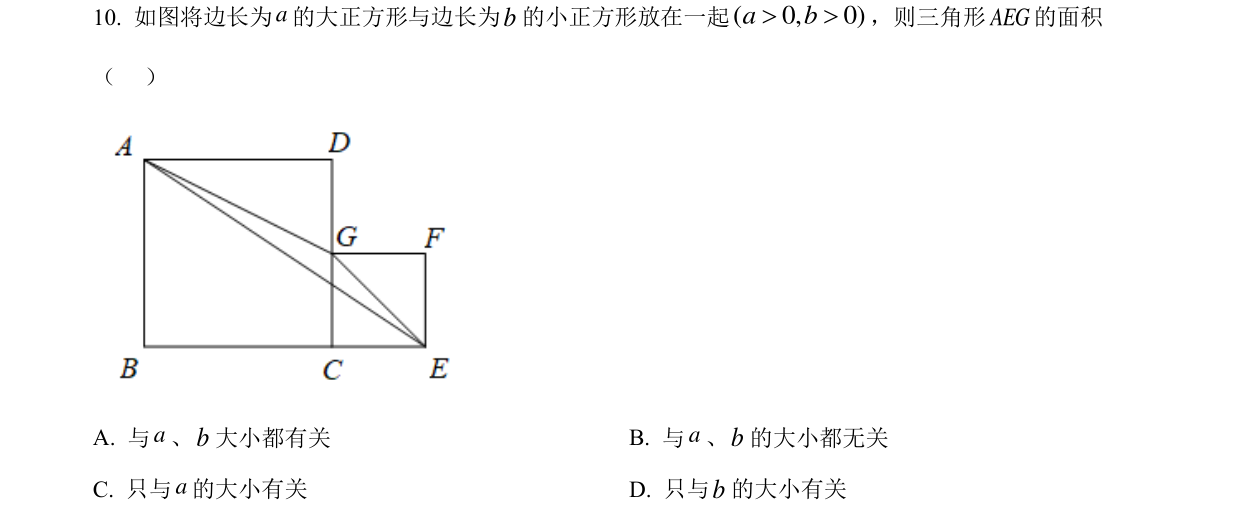 10. 如图将边长为a的大正方形与边长为b的小正方形放在一起(a>0,b>0)，则三角形AEG的面积
（  ）
A D
G F
B C E
A. 与a、b大小都有关 B. 与a、b的大小都无关
C. 只与a的大小有关 D. 只与b的大小有关